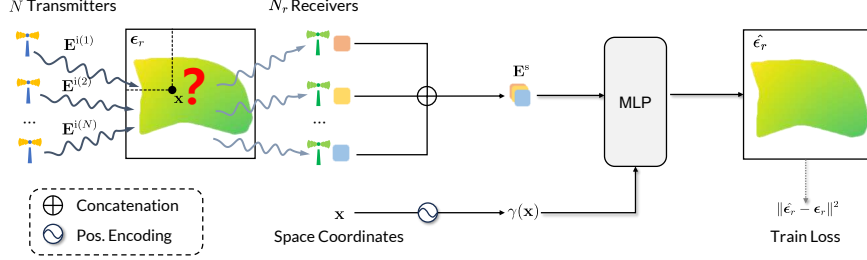 N Transmitters
N_r Receivers
E^{i(1)}
E^{i(2)}
...
E^{i(N)}
ϵ_r
x
?
...
E^s
MLP
ϵ̂_r
x
γ(x)
∥ϵ̂_r − ϵ_r∥^2
Space Coordinates
Train Loss
Concatenation
Pos. Encoding